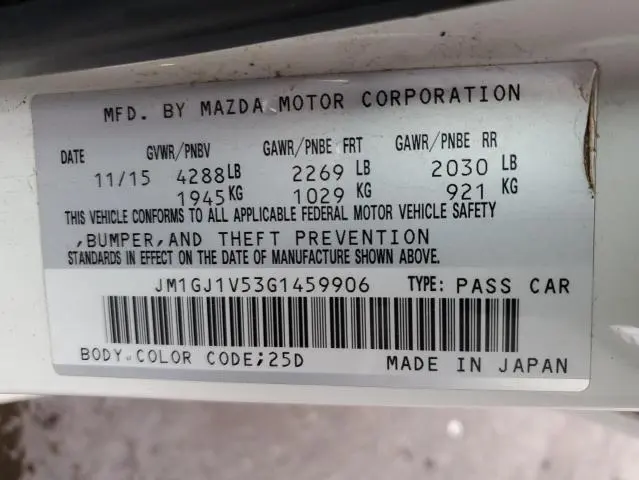 MFD. BY MAZDA MOTOR CORPORATION
DATE GVWR/PNBV GAWR/PNBE FRT GAWR/PNBE RR
11/15 4288LB 2269 LB 2030 LB
1945KG 1029 KG 921 KG
THIS VEHICLE CONFORMS TO ALL APPLICABLE FEDERAL MOTOR VEHICLE SAFETY
,BUMPER,AND THEFT PREVENTION
STANDARDS IN EFFECT ON THE DATE OF MANUFACTURE SHOWN ABOVE.
JM1GJ1V53G1459906 TYPE: PASS CAR
BODY.COLOR CODE;25D MADE IN JAPAN